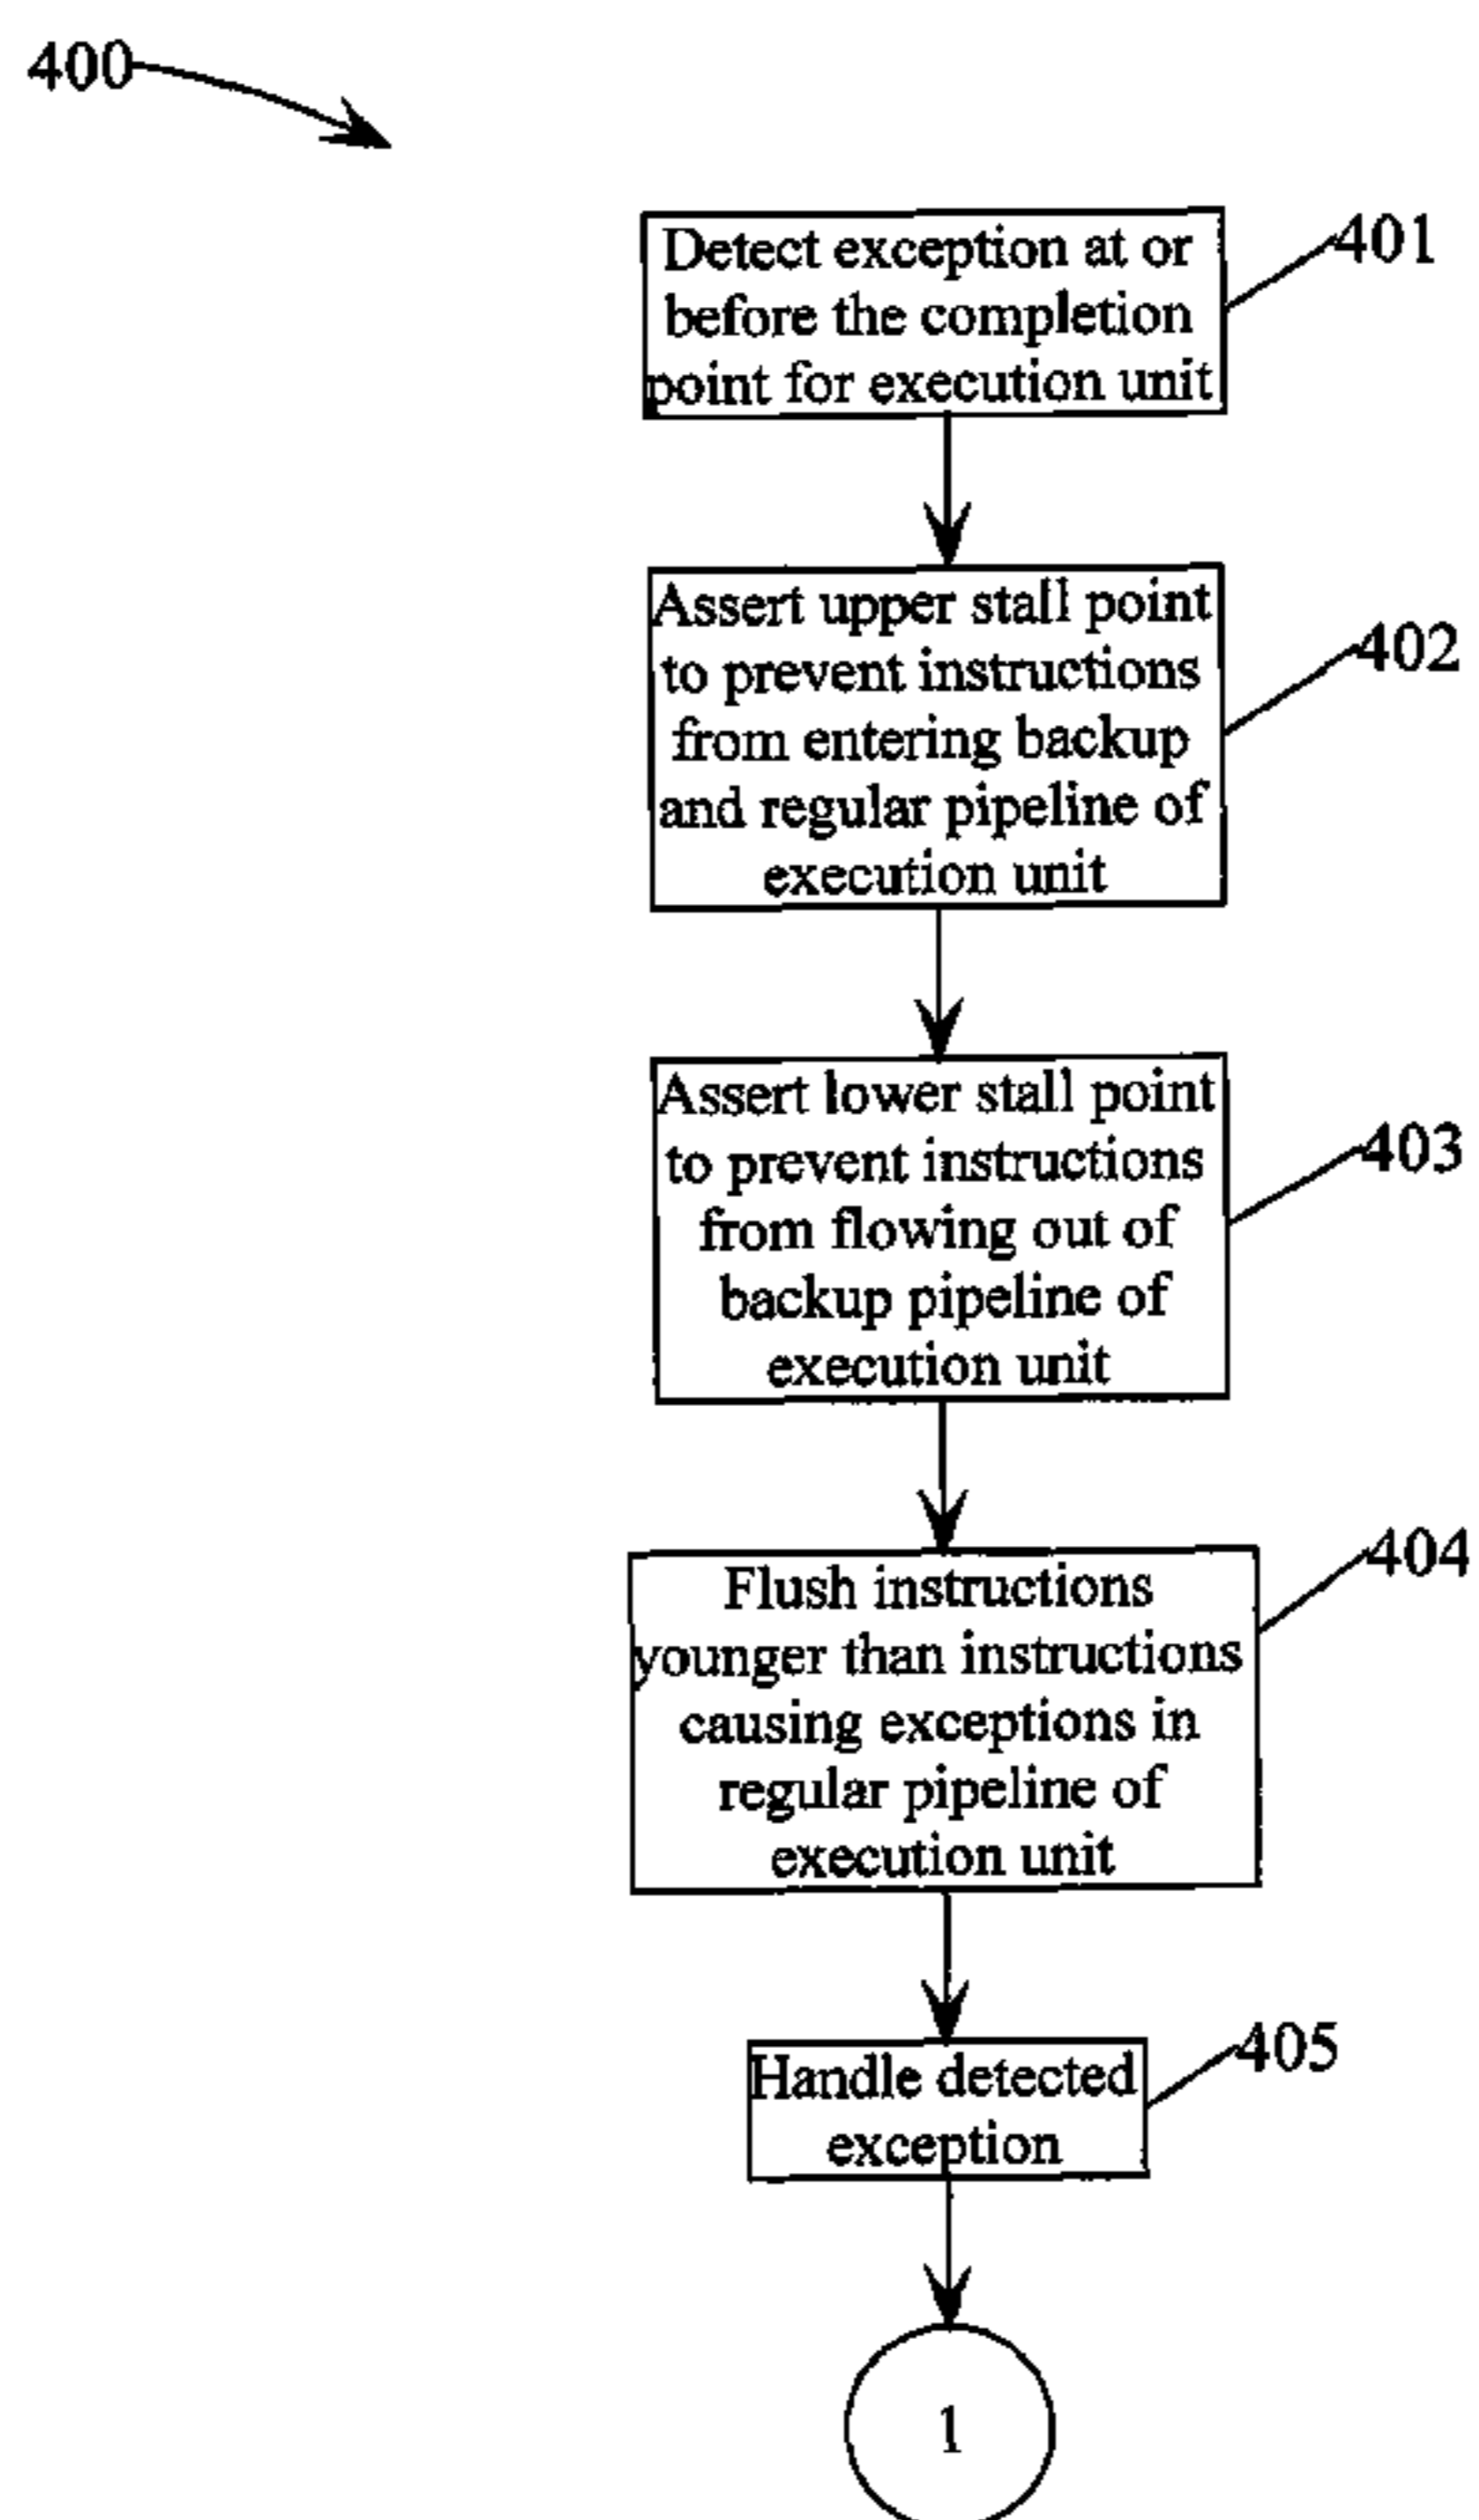 400
Detect exception at or
before the completion
point for execution unit
401
Assert upper stall point
to prevent instructions
from entering backup
and regular pipeline of
execution unit
402
Assert lower stall point
to prevent instructions
from flowing out of
backup pipeline of
execution unit
403
Flush instructions
younger than instructions
causing exceptions in
regular pipeline of
execution unit
404
Handle detected
exception
405
1